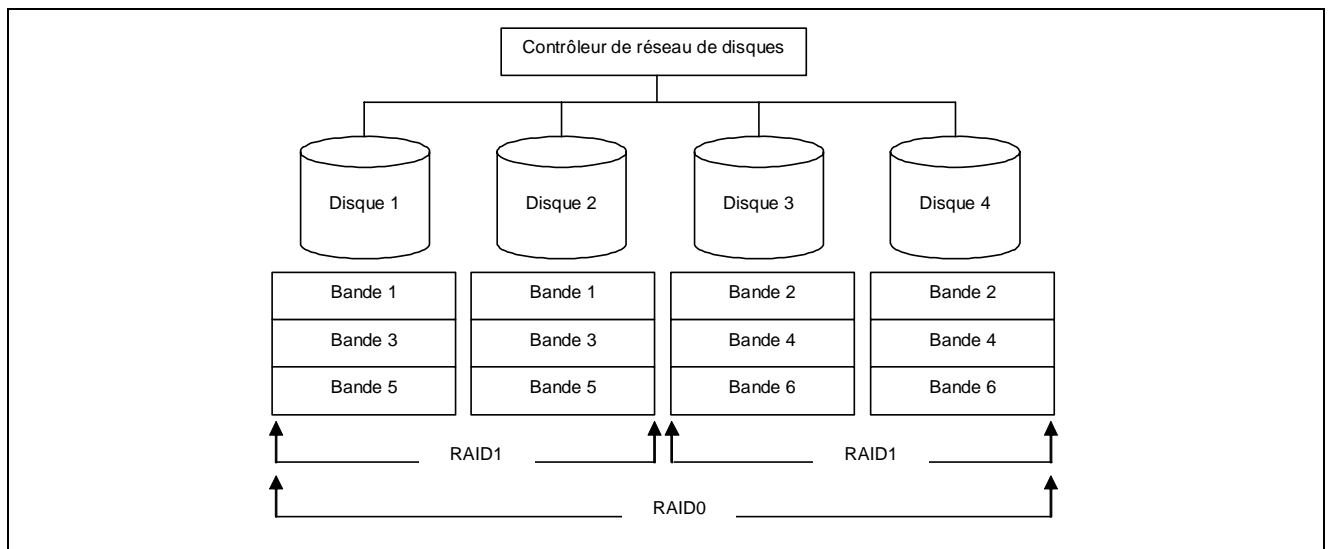 Contrôleur de réseau de disques
Disque 1
Disque 2
Disque 3
Disque 4
Bande 1
Bande 1
Bande 2
Bande 2
Bande 3
Bande 3
Bande 4
Bande 4
Bande 5
Bande 5
Bande 6
Bande 6
RAID1
RAID1
RAID0